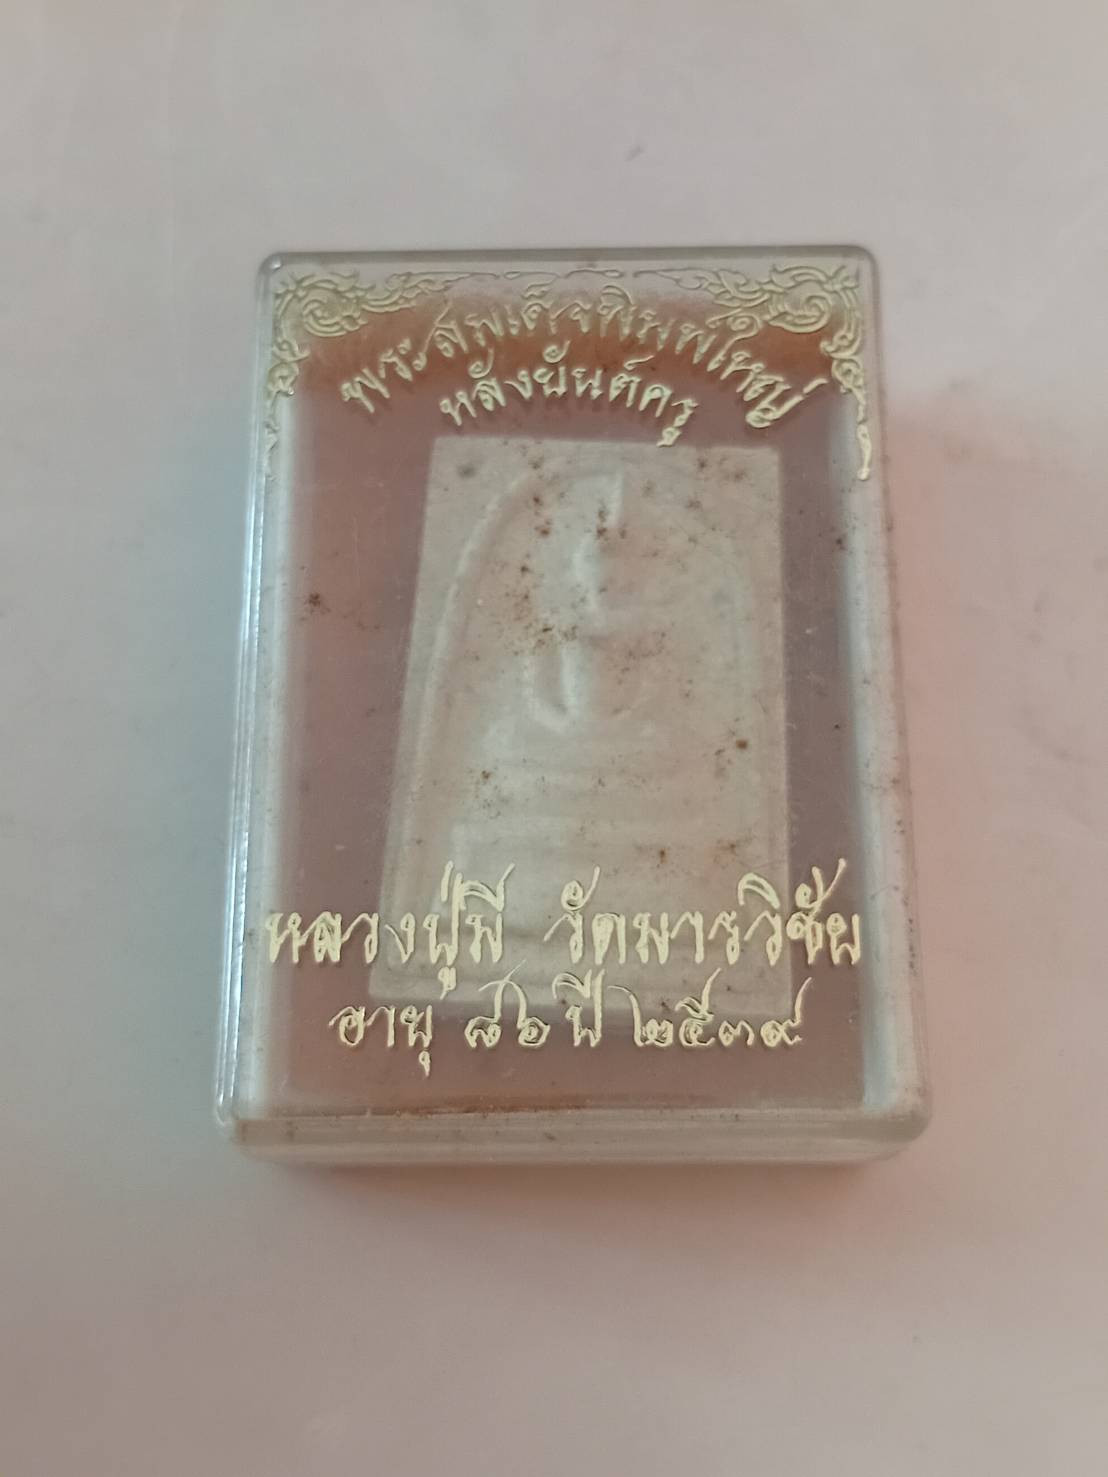 พระสมเด็จพิมพ์ใหญ่
หลังยันต์ครู
หลวงปู่มี วัดมารวิชัย
อายุ ๘๖ ปี ๒๕๓๙